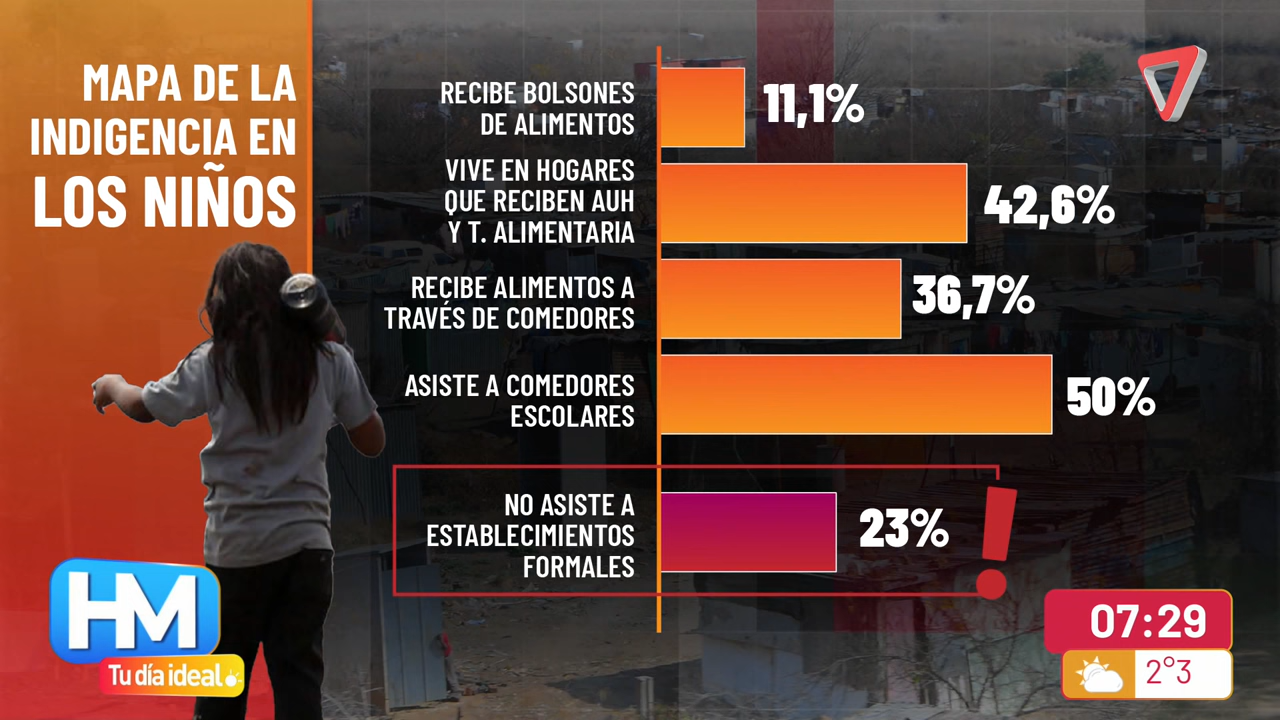 MAPA DE LA
INDIGENCIA EN
LOS NIÑOS
RECIBE BOLSONES
DE ALIMENTOS
11,1%
VIVE EN HOGARES
QUE RECIBEN AUH
Y T. ALIMENTARIA
42,6%
RECIBE ALIMENTOS A
TRAVÉS DE COMEDORES
36,7%
ASISTE A COMEDORES
ESCOLARES
50%
NO ASISTE A
ESTABLECIMIENTOS
FORMALES
23%
!
HM
Tu día ideal
07:29
2°3